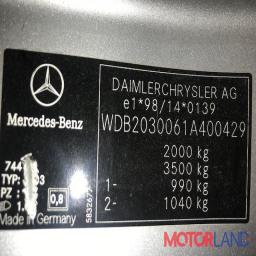 DAIMLERCHRYSLER AG
e1*98/14*0139
WDB2030061A400429
Mercedes-Benz
2000 kg
3500 kg
1- 990 kg
2- 1040 kg
744
TYP
PZ
0,8
Made in Germany
MOTORLAND